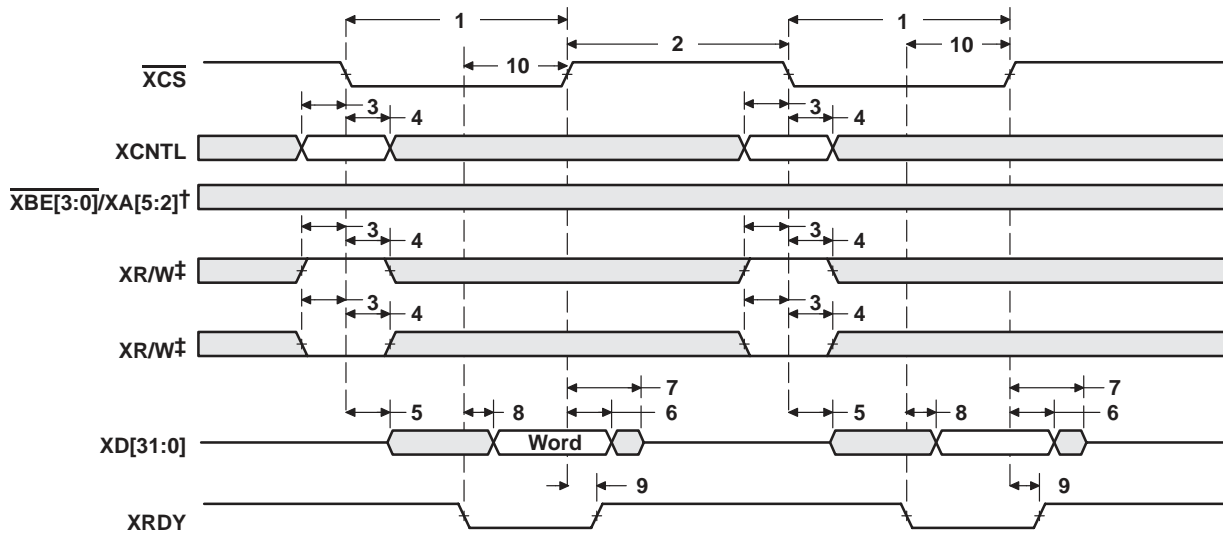 1 1
2
10 10
XCS
3 3
4 4
XCNTL
XBE[3:0]/XA[5:2]†
3 3
4 4
XR/W‡
3 3
4 4
XR/W‡
7 7
5 8 6 5 8 6
XD[31:0] Word
9 9
XRDY